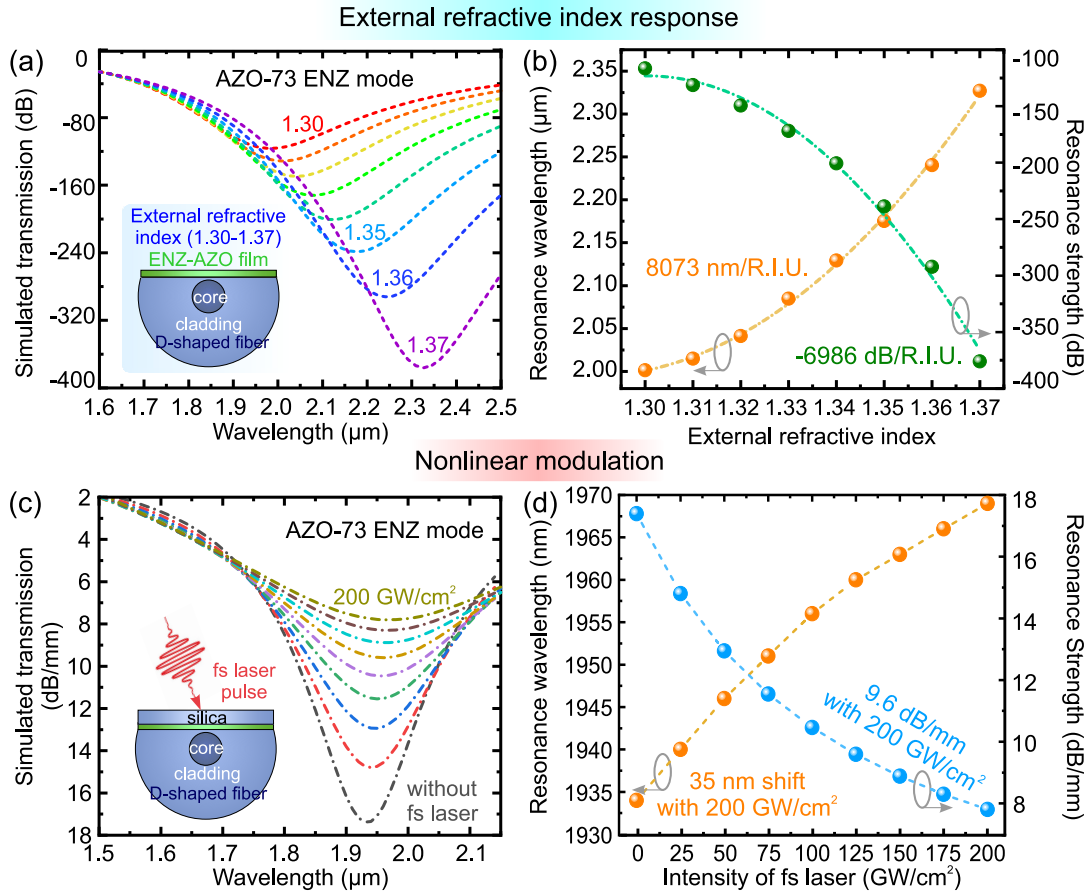 External refractive index response
(a)
AZO-73 ENZ mode
Simulated transmission (dB)
0
-80
-160
-240
-320
-400
1.30
1.35
1.36
1.37
External refractive
index (1.30-1.37)
ENZ-AZO film
core
cladding
D-shaped fiber
1.6 1.7 1.8 1.9 2.0 2.1 2.2 2.3 2.4 2.5
Wavelength (µm)
(b)
Resonance wavelength (µm)
2.35
2.30
2.25
2.20
2.15
2.10
2.05
2.00
8073 nm/R.I.U.
-6986 dB/R.I.U.
-100
-150
-200
-250
-300
-350
-400
Resonance strength
(dB)
1.30 1.31 1.32 1.33 1.34 1.35 1.36 1.37
External refractive index
Nonlinear modulation
(c)
AZO-73 ENZ mode
Simulated transmission
(dB/mm)
2
4
6
8
10
12
14
16
18
200 GW/cm²
fs laser
pulse
silica
core
cladding
D-shaped fiber
without
fs laser
1.5 1.6 1.7 1.8 1.9 2.0 2.1
Wavelength (µm)
(d)
Resonance wavelength (nm)
1970
1965
1960
1955
1950
1945
1940
1935
1930
9.6 dB/mm
with 200 GW/cm²
35 nm shift
with 200 GW/cm²
18
16
14
12
10
8
Resonance Strength (dB/mm)
0 25 50 75 100 125 150 175 200
Intensity of fs laser (GW/cm²)